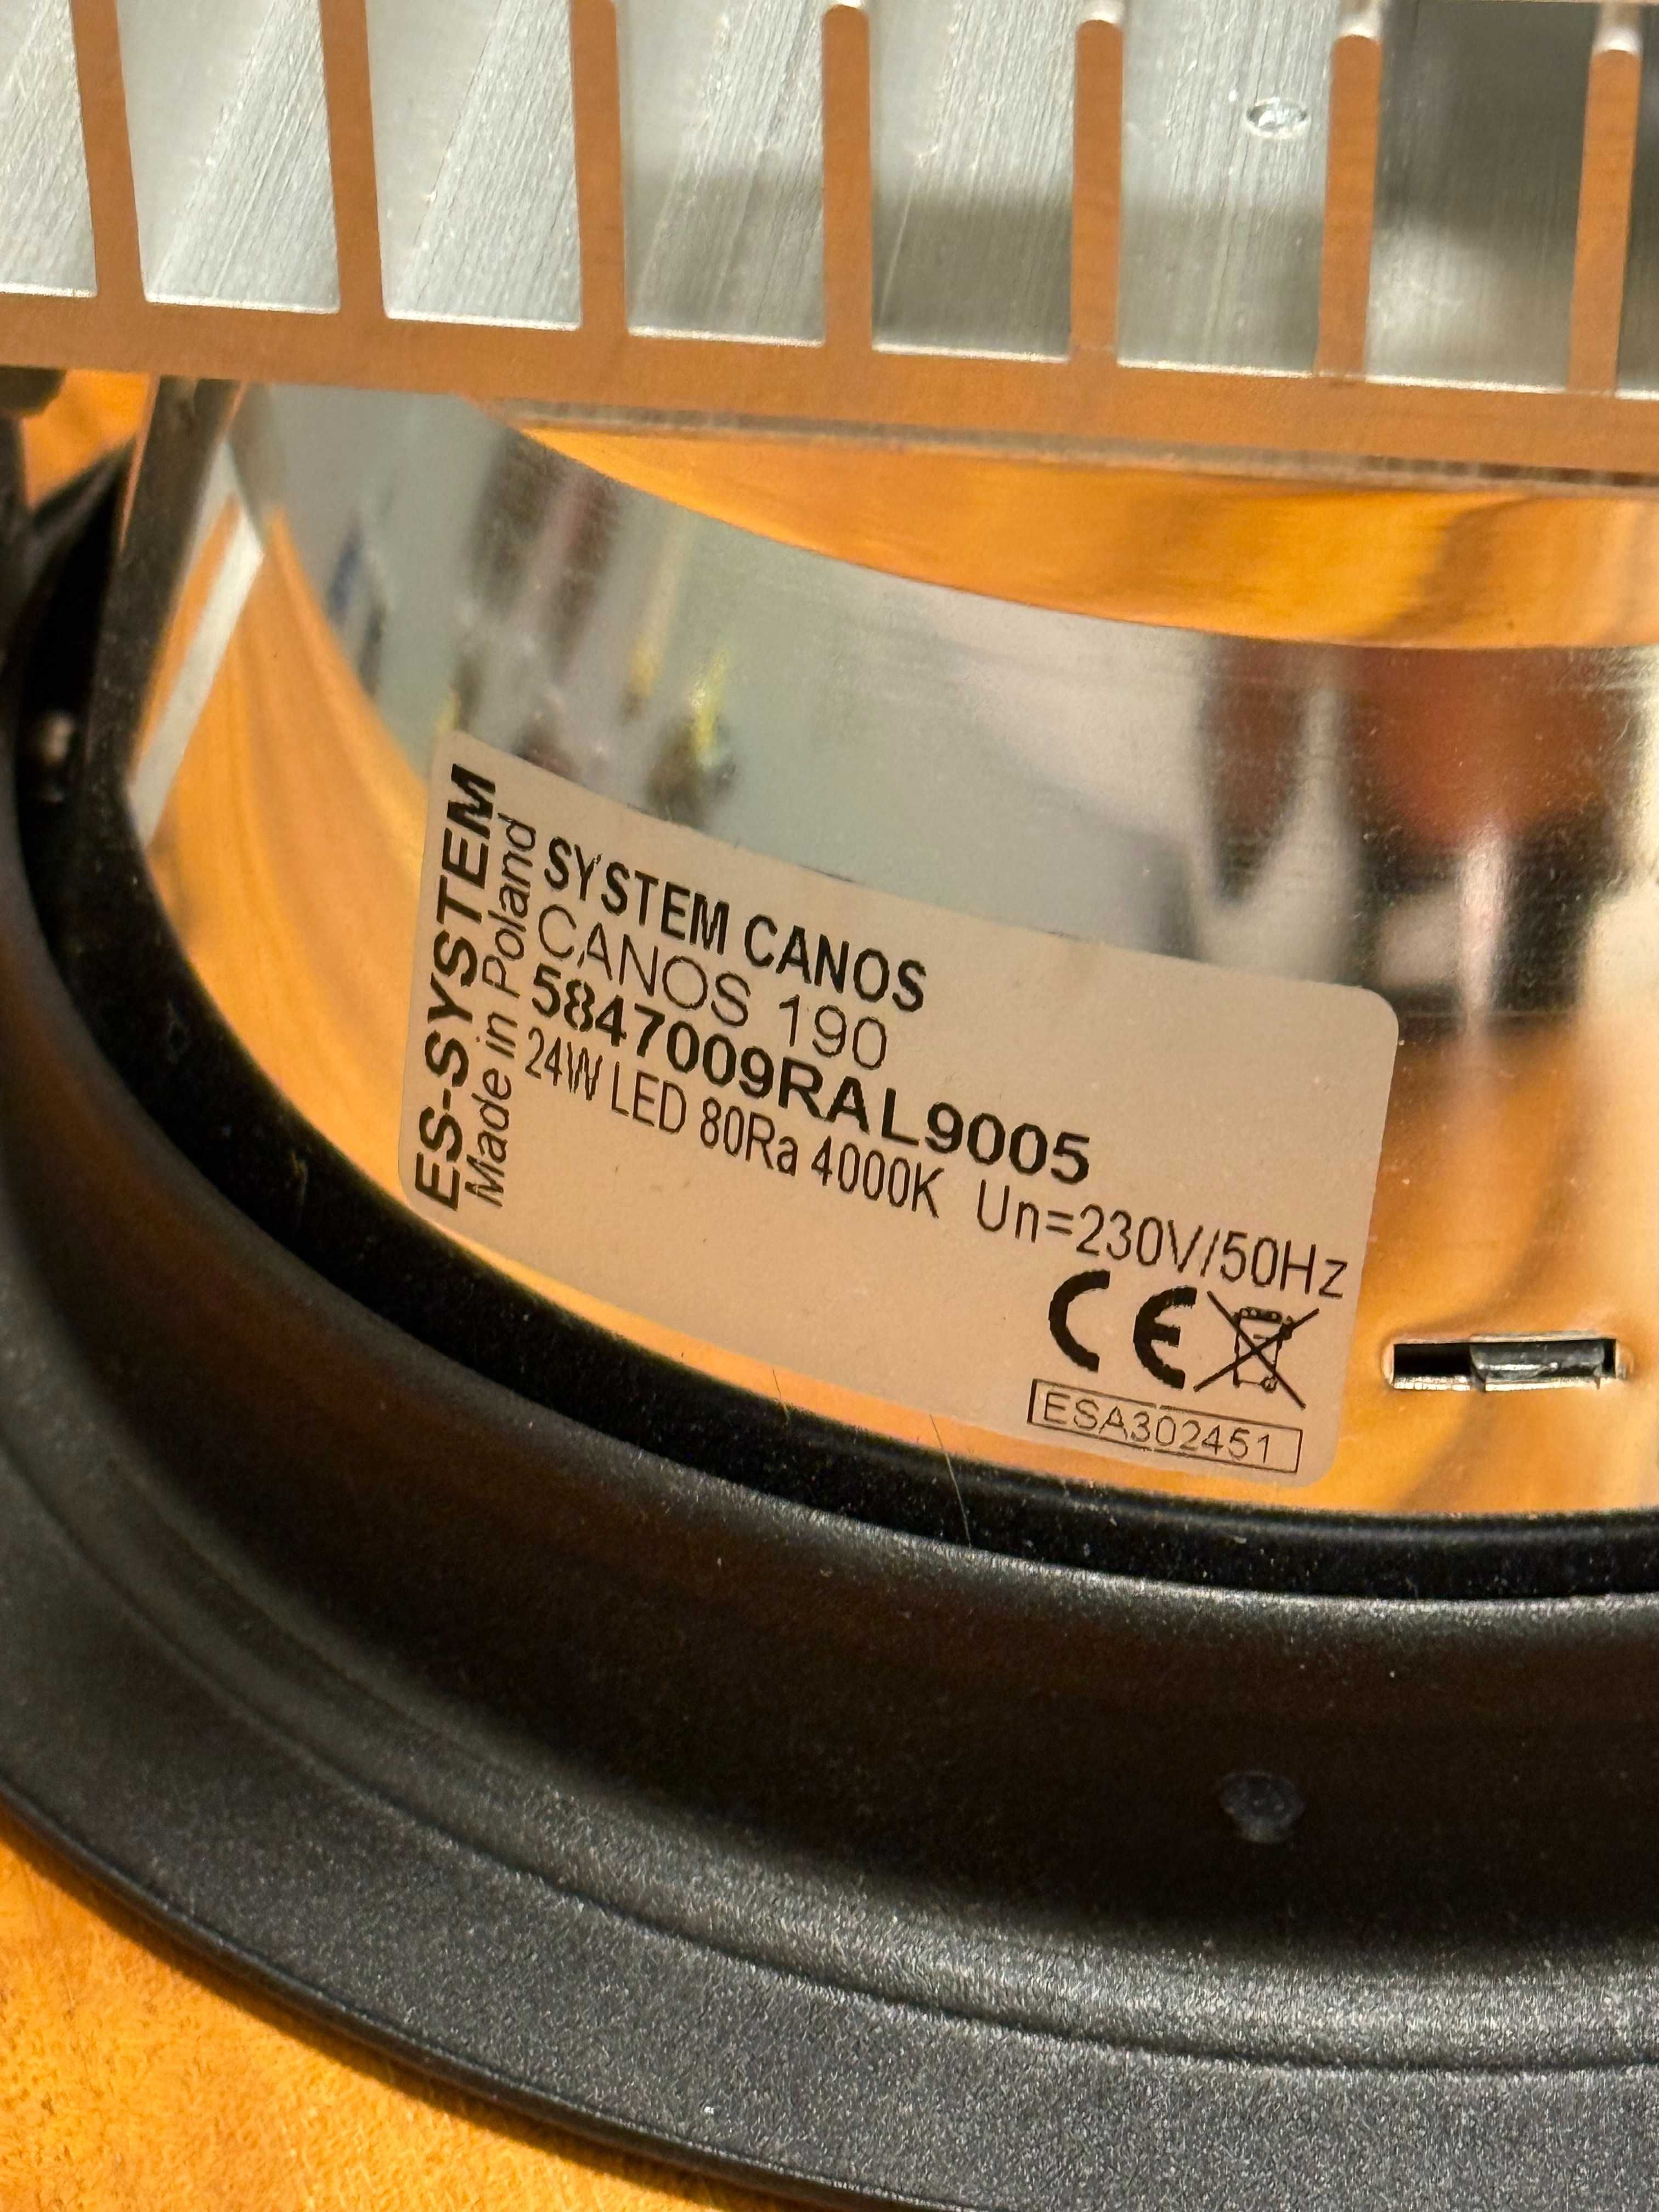 ES-SYSTEM
Made in Poland
SYSTEM CANOS
CANOS 190
5847009RAL9005
24W LED 80Ra 4000K Un=230V/50Hz
CE
ESA302451